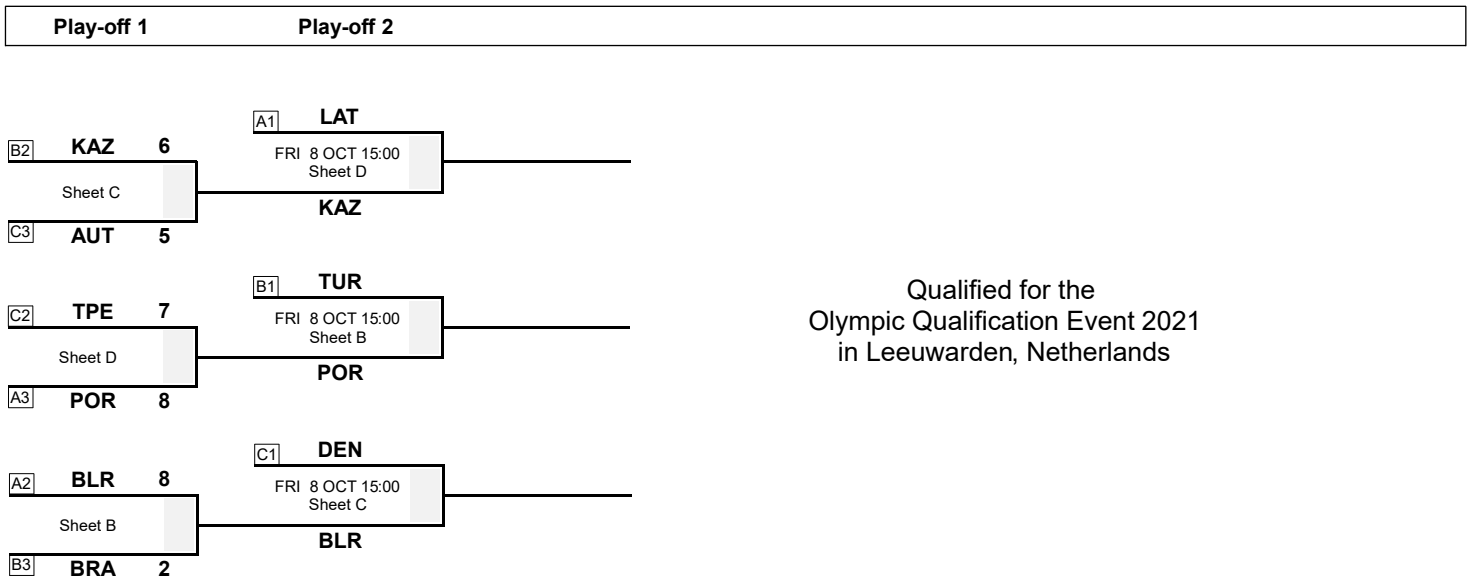 Play-off 1 Play-off 2
A1 LAT
B2 KAZ 6
FRI 8 OCT 15:00
Sheet D
Sheet C
KAZ
C3 AUT 5
B1 TUR
C2 TPE 7
FRI 8 OCT 15:00
Sheet B
Sheet D
POR
A3 POR 8
Qualified for the
Olympic Qualification Event 2021
in Leeuwarden, Netherlands
C1 DEN
A2 BLR 8
FRI 8 OCT 15:00
Sheet C
Sheet B
BLR
B3 BRA 2